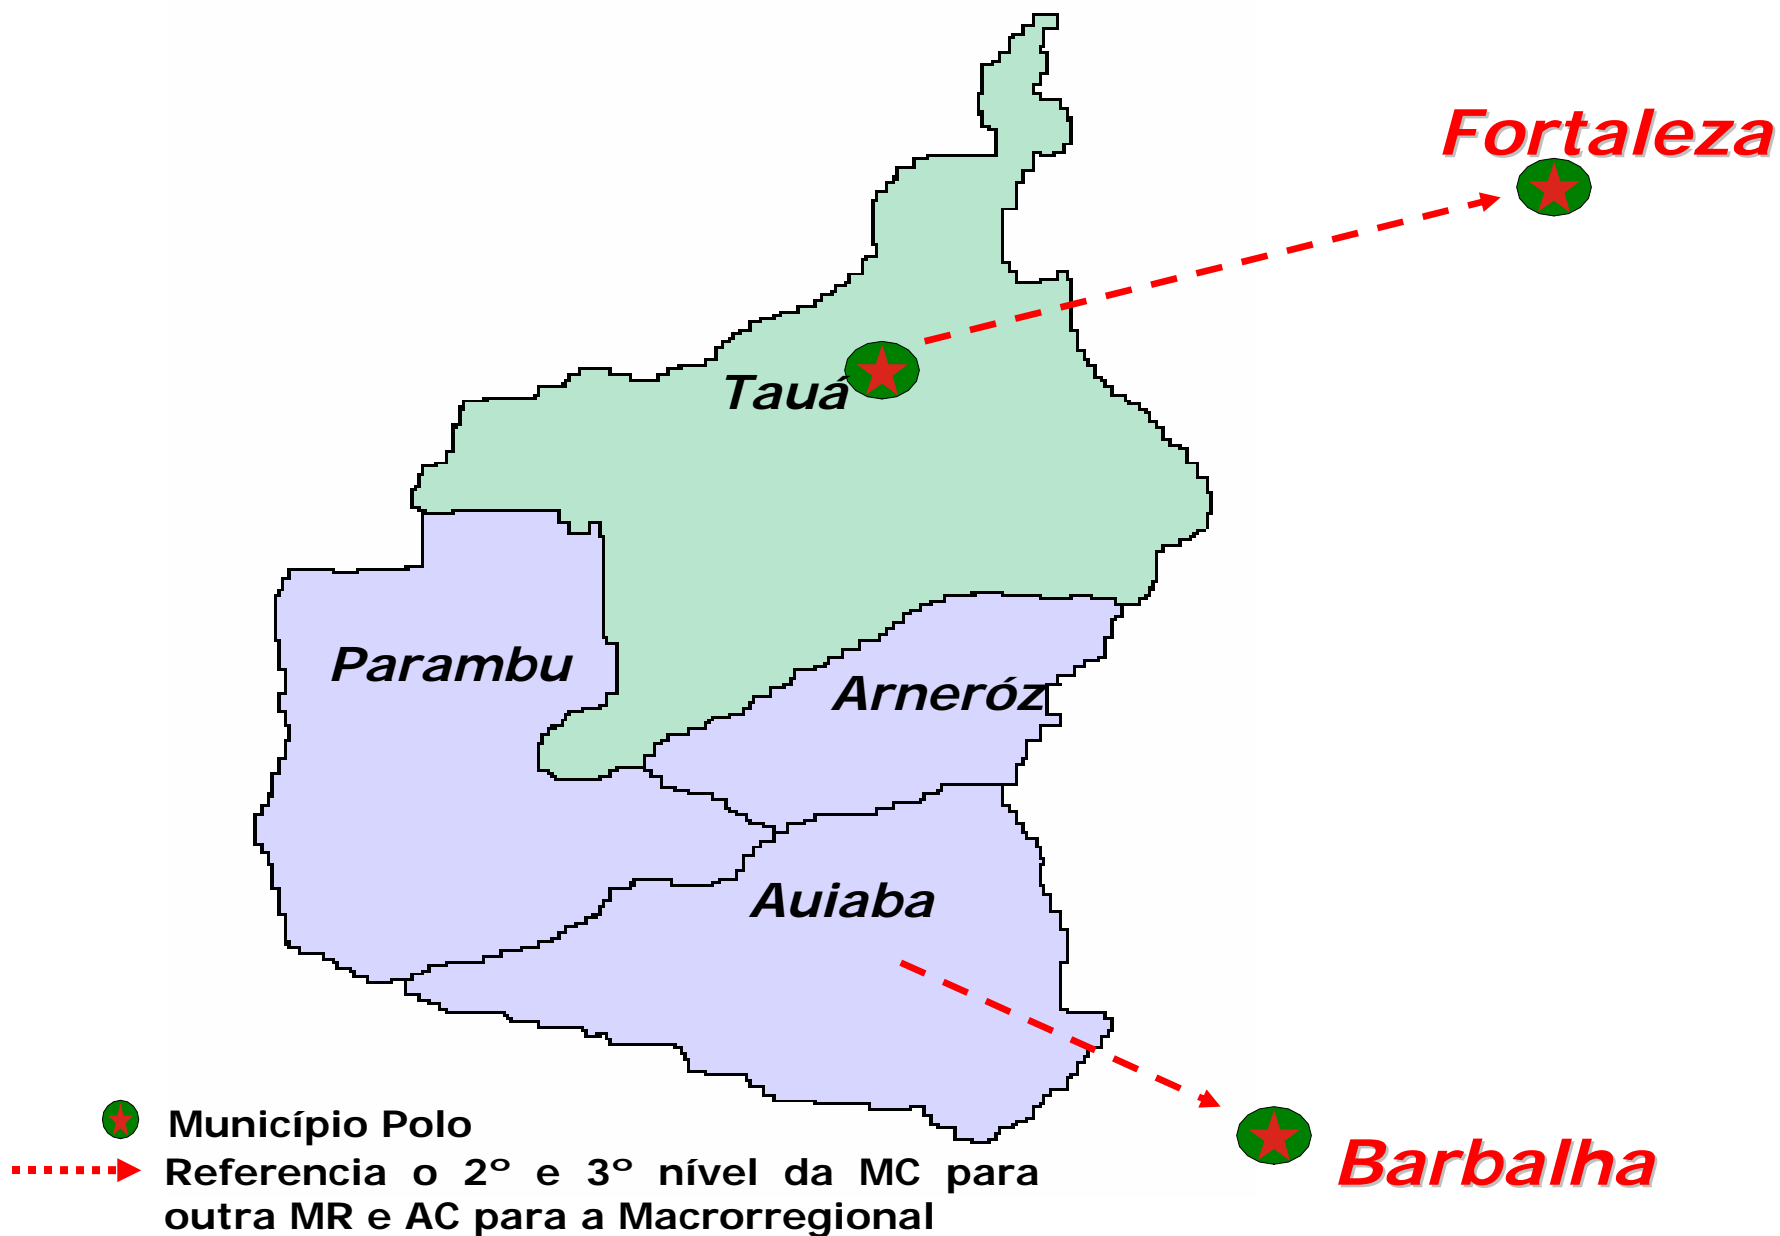 Fortaleza
Tauá
Parambu
Arneróz
Auiaba
Barbalha
Município Polo
Referencia o 2º e 3º nível da MC para
outra MR e AC para a Macrorregional